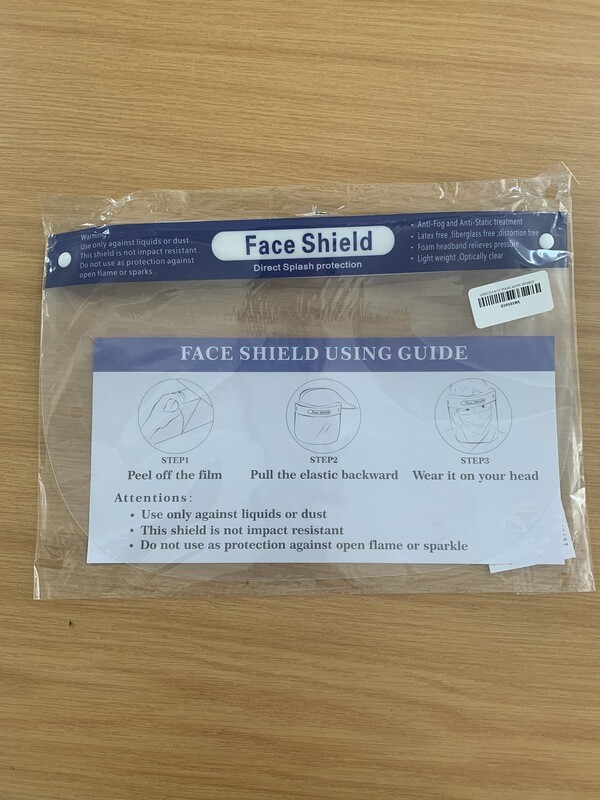 Warning :
Use only against liquids or dust .
This shield is not impact resistant .
Do not use as protection against
open flame or sparks .
Face Shield
Direct Splash protection
• Anti-Fog and Anti-Static treatment
• Latex free ,fiberglass free ,distortion free
• Foam headband relieves pressure
• Light weight ,Optically clear
FACE SHIELD USING GUIDE
Face Shield
Face Shield
STEP1
STEP2
STEP3
Peel off the film
Pull the elastic backward
Wear it on your head
Attentions:
• Use only against liquids or dust
• This shield is not impact resistant
• Do not use as protection against open flame or sparkle